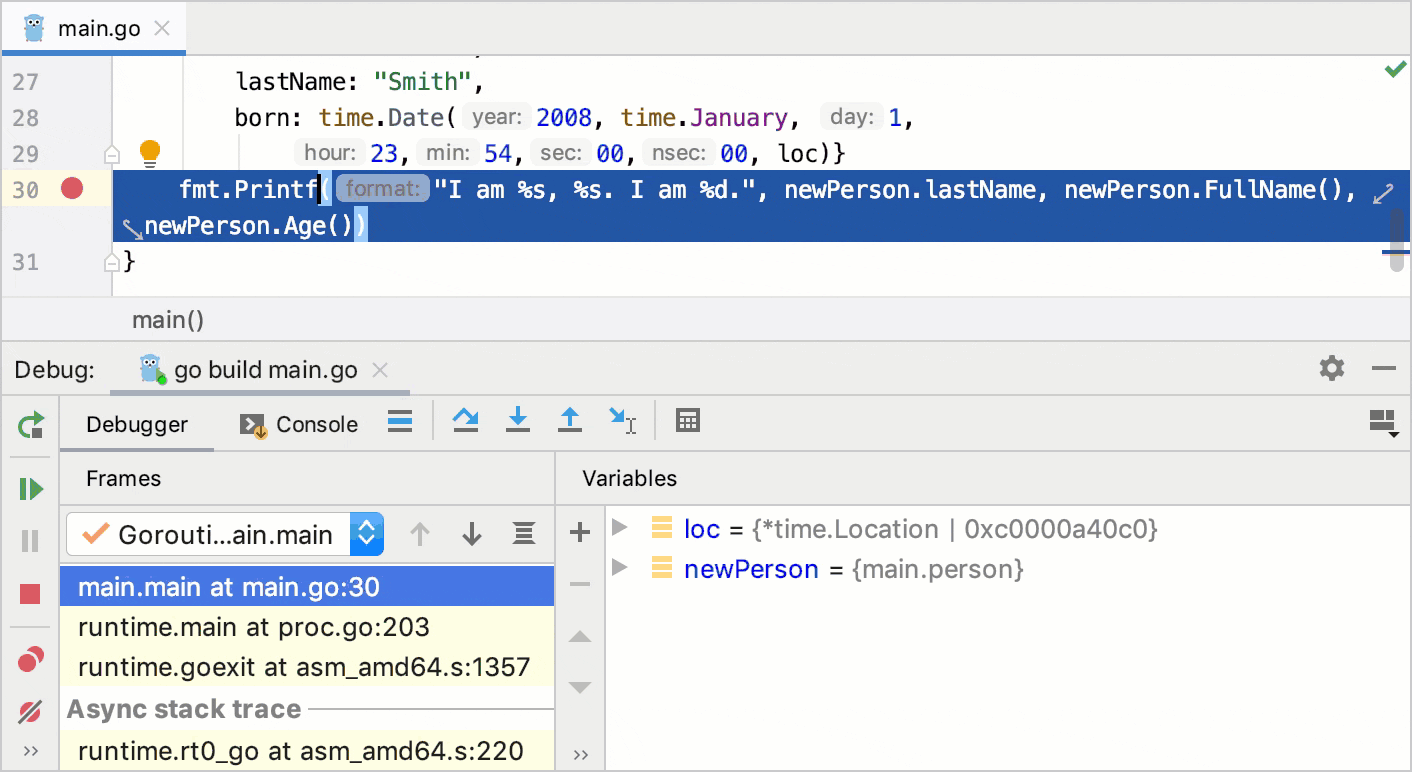 main.go
27 lastName: "Smith",
28 born: time.Date( year: 2008, time.January, day: 1,
29 hour: 23, min: 54, sec: 00, nsec: 00, loc)}
30 fmt.Printf( format: "I am %s, %s. I am %d.", newPerson.lastName, newPerson.FullName(),
newPerson.Age())
31 }
main()
Debug: go build main.go
Debugger Console
Frames Variables
Gorouti...ain.main
loc = {*time.Location | 0xc0000a40c0}
newPerson = {main.person}
main.main at main.go:30
runtime.main at proc.go:203
runtime.goexit at asm_amd64.s:1357
Async stack trace
runtime.rt0_go at asm_amd64.s:220